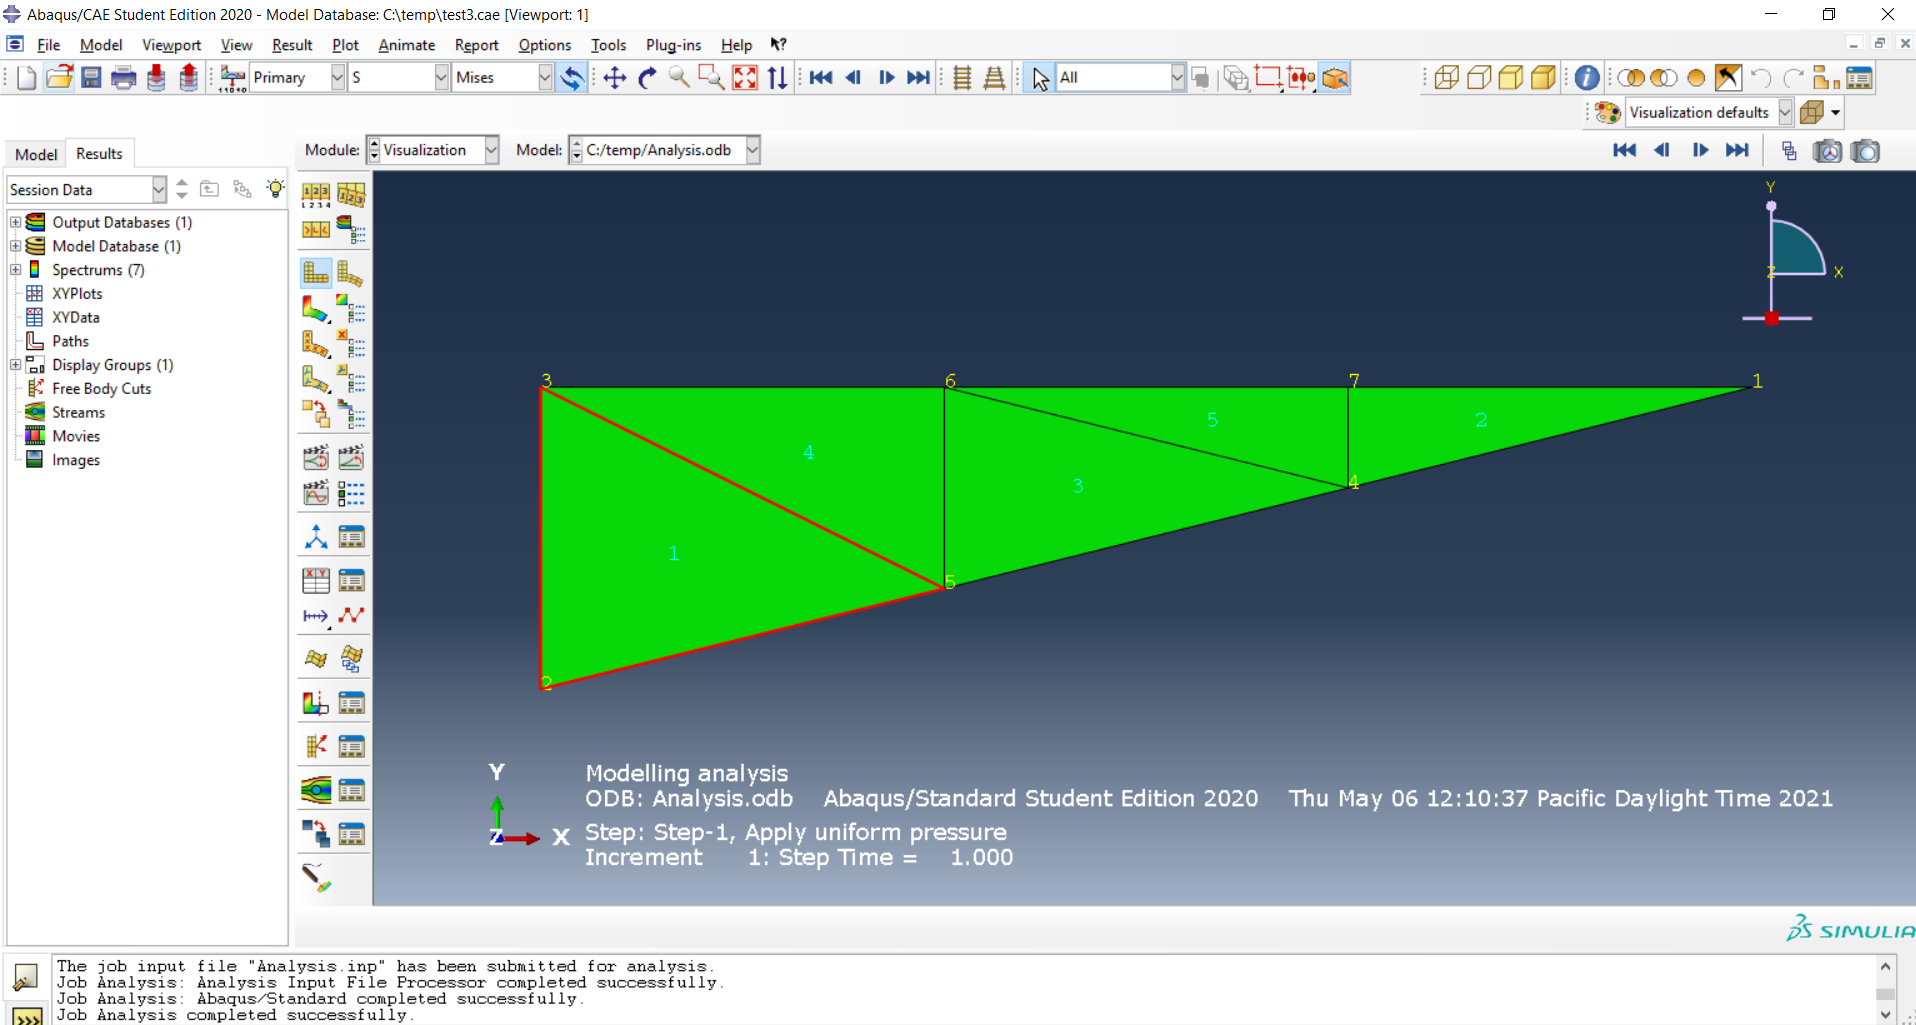 Abaqus/CAE Student Edition 2020 - Model Database: C:\temp\test3.cae [Viewport: 1]
File Model Viewport View Result Plot Animate Report Options Tools Plug-ins Help
Primary S Mises All
Visualization defaults
Model Results Module: Visualization Model: C:/temp/Analysis.odb
Session Data
Output Databases (1)
Model Database (1)
Spectrums (7)
XYPlots
XYData
Paths
Display Groups (1)
Free Body Cuts
Streams
Movies
Images
Y
Z X
3 6 7 1
5 2
4
3 4
1 5
2
Y
Z X
Modelling analysis
ODB: Analysis.odb Abaqus/Standard Student Edition 2020 Thu May 06 12:10:37 Pacific Daylight Time 2021
Step: Step-1, Apply uniform pressure
Increment 1: Step Time = 1.000
SIMULIA
The job input file "Analysis.inp" has been submitted for analysis.
Job Analysis: Analysis Input File Processor completed successfully.
Job Analysis: Abaqus/Standard completed successfully.
Job Analysis completed successfully.